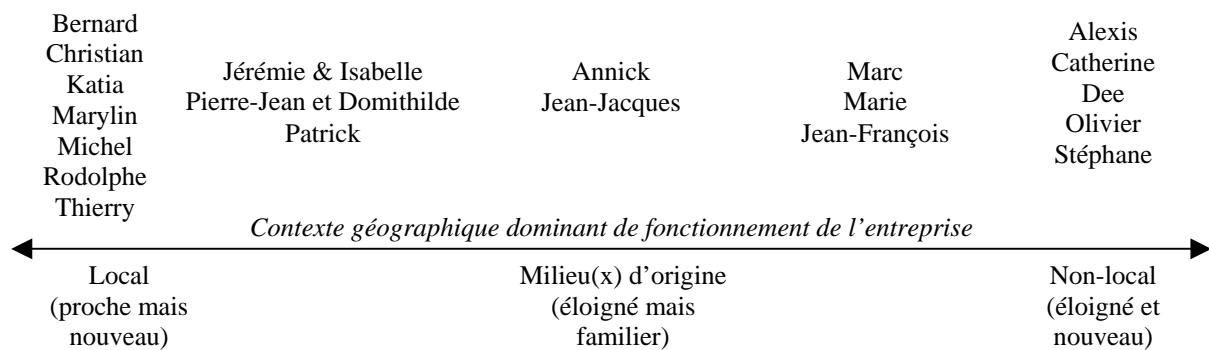 Bernard
Christian
Katia
Marylin
Michel
Rodolphe
Thierry
Jérémie & Isabelle
Pierre-Jean et Domithilde
Patrick
Annick
Jean-Jacques
Marc
Marie
Jean-François
Alexis
Catherine
Dee
Olivier
Stéphane
Contexte géographique dominant de fonctionnement de l’entreprise
Local
(proche mais
nouveau)
Milieu(x) d’origine
(éloigné mais
familier)
Non-local
(éloigné et
nouveau)